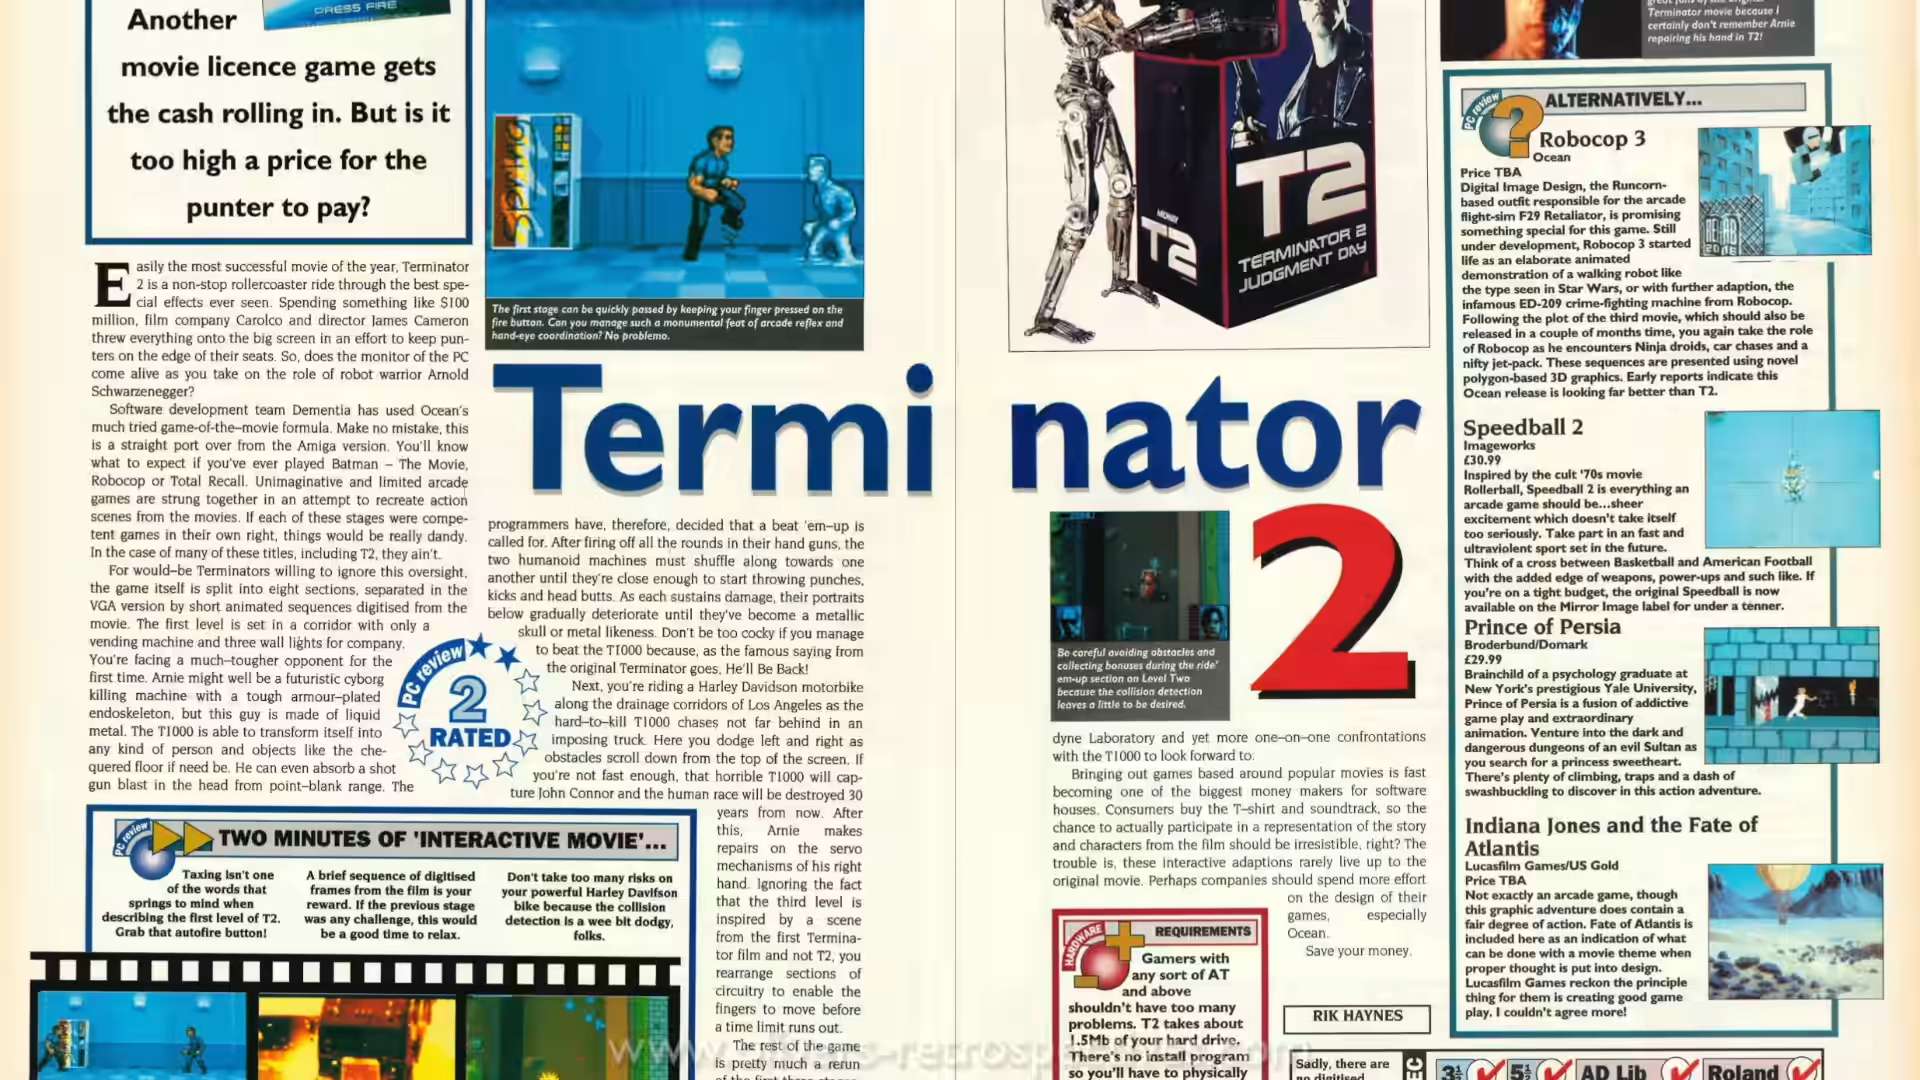 PRESS FIRE
Another
movie licence game gets
the cash rolling in. But is it
too high a price for the
punter to pay?
Easily the most successful movie of the year, Terminator
2 is a non-stop rollercoaster ride through the best spe-
cial effects ever seen. Spending something like $100
million, film company Carolco and director James Cameron
threw everything onto the big screen in an effort to keep pun-
ters on the edge of their seats. So, does the monitor of the PC
come alive as you take on the role of robot warrior Arnold
Schwarzenegger?
Software development team Dementia has used Ocean's
much tried game-of-the-movie formula. Make no mistake, this
is a straight port over from the Amiga version. You'll know
what to expect if you've ever played Batman – The Movie,
Robocop or Total Recall. Unimaginative and limited arcade
games are strung together in an attempt to recreate action
scenes from the movies. If each of these stages were compe-
tent games in their own right, things would be really dandy.
In the case of many of these titles, including T2, they ain't.
For would-be Terminators willing to ignore this oversight,
the game itself is split into eight sections, separated in the
VGA version by short animated sequences digitised from the
movie. The first level is set in a corridor with only a
vending machine and three wall lights for company.
You're facing a much-tougher opponent for the
first time. Arnie might well be a futuristic cyborg
killing machine with a tough armour-plated
endoskeleton, but this guy is made of liquid
metal. The T1000 is able to transform itself into
any kind of person and objects like the che-
quered floor if need be. He can even absorb a shot
gun blast in the head from point-blank range. The
The first stage can be quickly passed by keeping your finger pressed on the
fire button. Can you manage such a monumental feat of arcade reflex and
hand-eye coordination? No problemo.
Terminator
2
programmers have, therefore, decided that a beat 'em-up is
called for. After firing off all the rounds in their hand guns, the
two humanoid machines must shuffle along towards one
another until they're close enough to start throwing punches,
kicks and head butts. As each sustains damage, their portraits
below gradually deteriorate until they've become a metallic
skull or metal likeness. Don't be too cocky if you manage
to beat the T1000 because, as the famous saying from
the original Terminator goes, He'll Be Back!
Next, you're riding a Harley Davidson motorbike
along the drainage corridors of Los Angeles as the
hard-to-kill T1000 chases not far behind in an
imposing truck. Here you dodge left and right as
obstacles scroll down from the top of the screen. If
you're not fast enough, that horrible T1000 will cap-
ture John Connor and the human race will be destroyed 30
years from now. After
this, Arnie makes
repairs on the servo
mechanisms of his right
hand. Ignoring the fact
that the third level is
inspired by a scene
from the first Termina-
tor film and not T2, you
rearrange sections of
circuitry to enable the
fingers to move before
a time limit runs out.
The rest of the game
is pretty much a rerun
of the first three stages
PC review
2
RATED
PC review
TWO MINUTES OF 'INTERACTIVE MOVIE'...
Taxing isn't one
of the words that
springs to mind when
describing the first level of T2.
Grab that autofire button!
A brief sequence of digitised
frames from the film is your
reward. If the previous stage
was any challenge, this would
be a good time to relax.
Don't take too many risks on
your powerful Harley Davifson
bike because the collision
detection is a wee bit dodgy,
folks.
MIDWAY
T2
T2
TERMINATOR 2
JUDGMENT DAY
Be careful avoiding obstacles and
collecting bonuses during the ride'
em-up section on Level Two
because the collision detection
leaves a little to be desired.
dyne Laboratory and yet more one-on-one confrontations
with the T1000 to look forward to.
Bringing out games based around popular movies is fast
becoming one of the biggest money makers for software
houses. Consumers buy the T-shirt and soundtrack, so the
chance to actually participate in a representation of the story
and characters from the film should be irresistible, right? The
trouble is, these interactive adaptions rarely live up to the
original movie. Perhaps companies should spend more effort
on the design of their
games, especially
Ocean.
Save your money.
RIK HAYNES
HARDWARE
REQUIREMENTS
Gamers with
any sort of AT
and above
shouldn't have too many
problems. T2 takes about
1.5Mb of your hard drive.
There's no install program
so you'll have to physically
Sadly, there are
no digitised
Terminator movie because I
certainly don't remember Arnie
repairing his hand in T2!
PC review
ALTERNATIVELY...
Robocop 3
Ocean
Price TBA
Digital Image Design, the Runcorn-
based outfit responsible for the arcade
flight-sim F29 Retaliator, is promising
something special for this game. Still
under development, Robocop 3 started
life as an elaborate animated
demonstration of a walking robot like
the type seen in Star Wars, or with further adaption, the
infamous ED-209 crime-fighting machine from Robocop.
Following the plot of the third movie, which should also be
released in a couple of months time, you again take the role
of Robocop as he encounters Ninja droids, car chases and a
nifty jet-pack. These sequences are presented using novel
polygon-based 3D graphics. Early reports indicate this
Ocean release is looking far better than T2.
Speedball 2
Imageworks
£30.99
Inspired by the cult '70s movie
Rollerball, Speedball 2 is everything an
arcade game should be...sheer
excitement which doesn't take itself
too seriously. Take part in an fast and
ultraviolent sport set in the future.
Think of a cross between Basketball and American Football
with the added edge of weapons, power-ups and such like. If
you're on a tight budget, the original Speedball is now
available on the Mirror Image label for under a tenner.
Prince of Persia
Broderbund/Domark
£29.99
Brainchild of a psychology graduate at
New York's prestigious Yale University,
Prince of Persia is a fusion of addictive
game play and extraordinary
animation. Venture into the dark and
dangerous dungeons of an evil Sultan as
you search for a princess sweetheart.
There's plenty of climbing, traps and a dash of
swashbuckling to discover in this action adventure.
Indiana Jones and the Fate of
Atlantis
Lucasfilm Games/US Gold
Price TBA
Not exactly an arcade game, though
this graphic adventure does contain a
fair degree of action. Fate of Atlantis is
included here as an indication of what
can be done with a movie theme when
proper thought is put into design.
Lucasfilm Games reckon the principle
thing for them is creating good game
play. I couldn't agree more!
3½ 5¼ AD Lib Roland